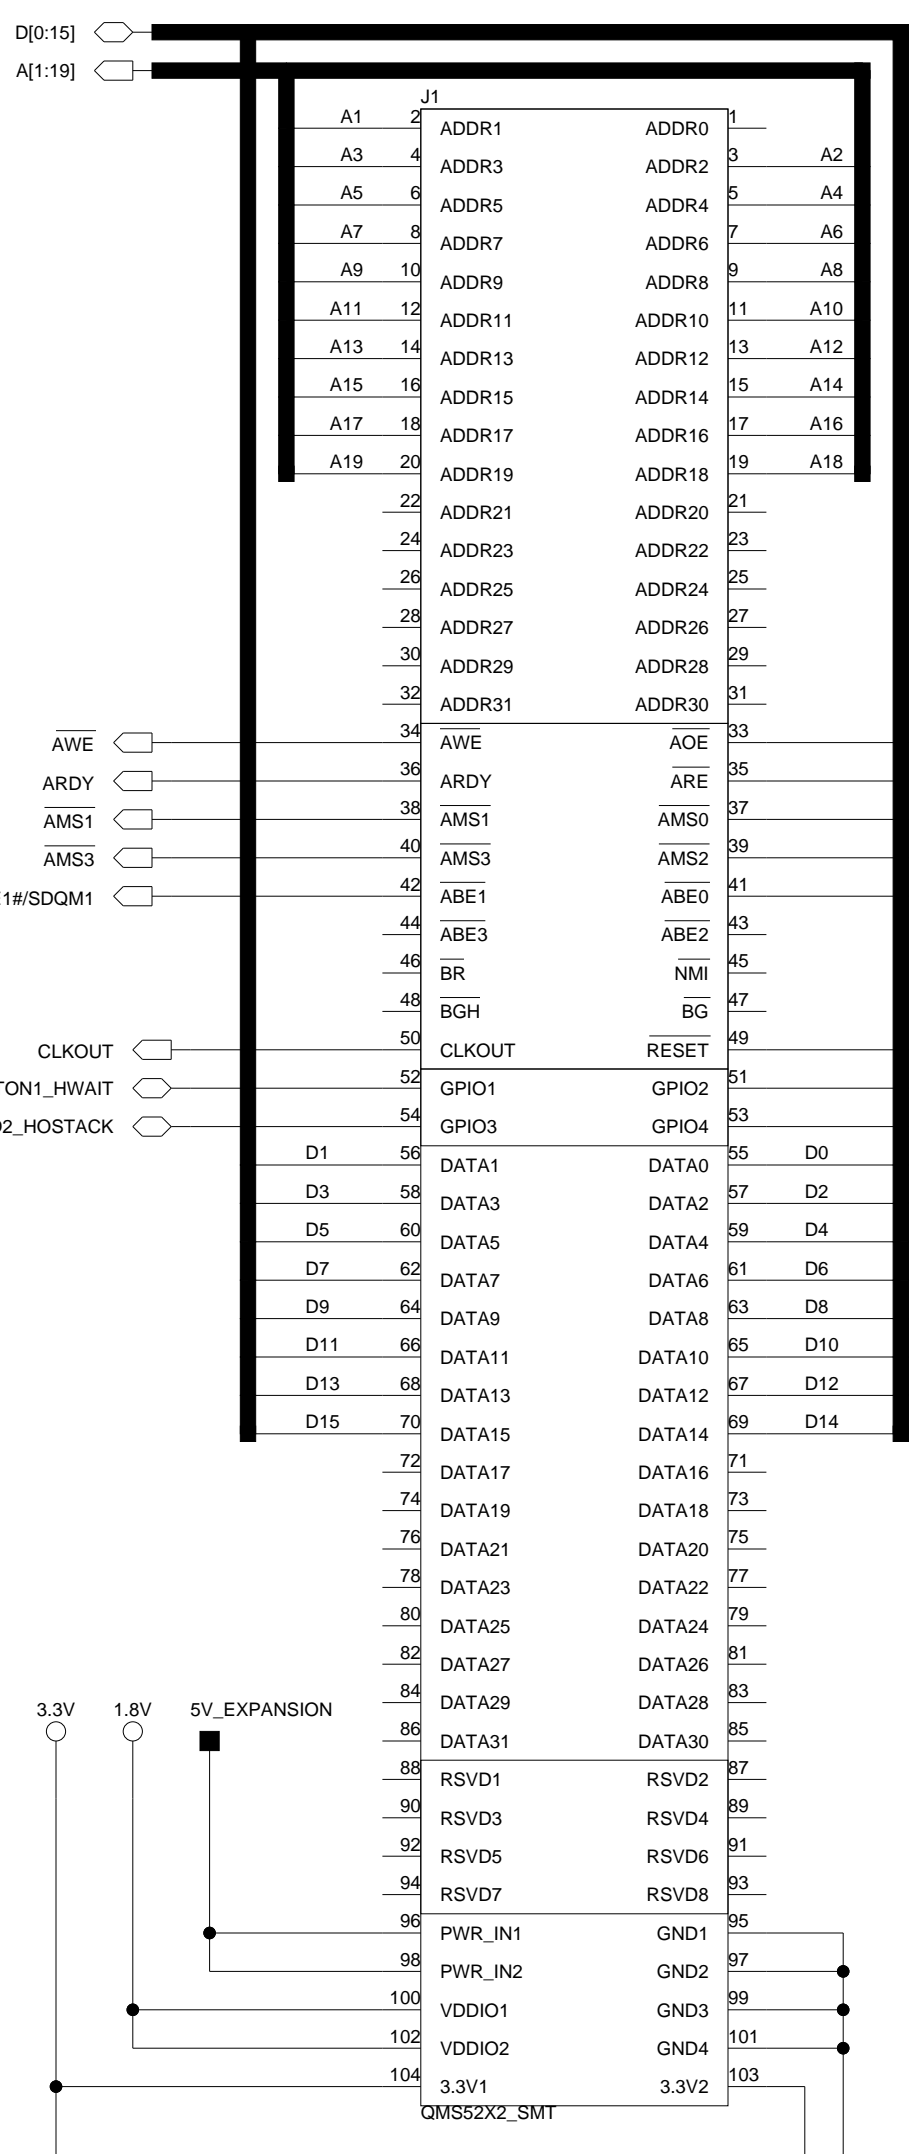 D[0:15]
A[1:19]
J1
A1 2 ADDR1 ADDR0 1
A3 4 ADDR3 ADDR2 3 A2
A5 6 ADDR5 ADDR4 5 A4
A7 8 ADDR7 ADDR6 7 A6
A9 10 ADDR9 ADDR8 9 A8
A11 12 ADDR11 ADDR10 11 A10
A13 14 ADDR13 ADDR12 13 A12
A15 16 ADDR15 ADDR14 15 A14
A17 18 ADDR17 ADDR16 17 A16
A19 20 ADDR19 ADDR18 19 A18
22 ADDR21 ADDR20 21
24 ADDR23 ADDR22 23
26 ADDR25 ADDR24 25
28 ADDR27 ADDR26 27
30 ADDR29 ADDR28 29
32 ADDR31 ADDR30 31
AWE 34 AWE AOE 33
ARDY 36 ARDY ARE 35
AMS1 38 AMS1 AMS0 37
AMS3 40 AMS3 AMS2 39
1#/SDQM1 42 ABE1 ABE0 41
44 ABE3 ABE2 43
46 BR NMI 45
48 BGH BG 47
CLKOUT 50 CLKOUT RESET 49
TON1_HWAIT 52 GPIO1 GPIO2 51
2_HOSTACK 54 GPIO3 GPIO4 53
D1 56 DATA1 DATA0 55 D0
D3 58 DATA3 DATA2 57 D2
D5 60 DATA5 DATA4 59 D4
D7 62 DATA7 DATA6 61 D6
D9 64 DATA9 DATA8 63 D8
D11 66 DATA11 DATA10 65 D10
D13 68 DATA13 DATA12 67 D12
D15 70 DATA15 DATA14 69 D14
72 DATA17 DATA16 71
74 DATA19 DATA18 73
76 DATA21 DATA20 75
78 DATA23 DATA22 77
80 DATA25 DATA24 79
82 DATA27 DATA26 81
84 DATA29 DATA28 83
3.3V 1.8V 5V_EXPANSION
86 DATA31 DATA30 85
88 RSVD1 RSVD2 87
90 RSVD3 RSVD4 89
92 RSVD5 RSVD6 91
94 RSVD7 RSVD8 93
96 PWR_IN1 GND1 95
98 PWR_IN2 GND2 97
100 VDDIO1 GND3 99
102 VDDIO2 GND4 101
104 3.3V1 3.3V2 103
QMS52X2_SMT